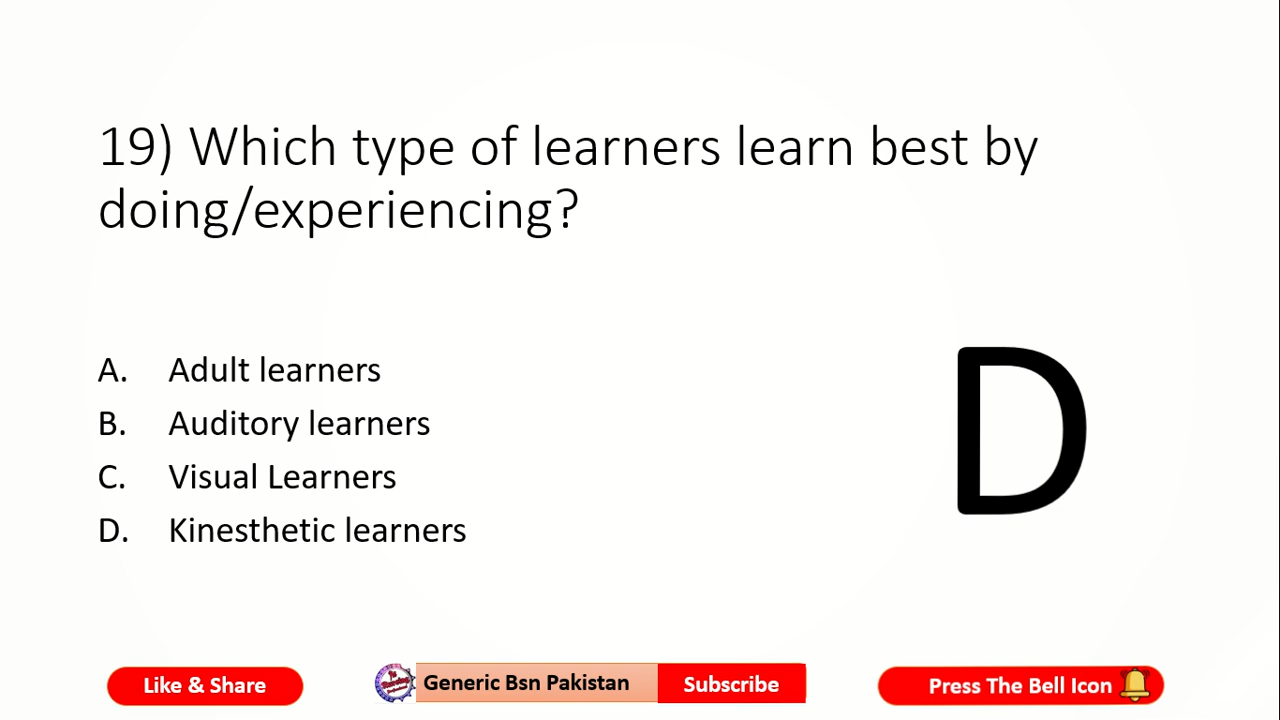 19) Which type of learners learn best by
doing/experiencing?
A. Adult learners
B. Auditory learners
C. Visual Learners
D. Kinesthetic learners
D
Like & Share
Generic Bsn Pakistan
Subscribe
Press The Bell Icon